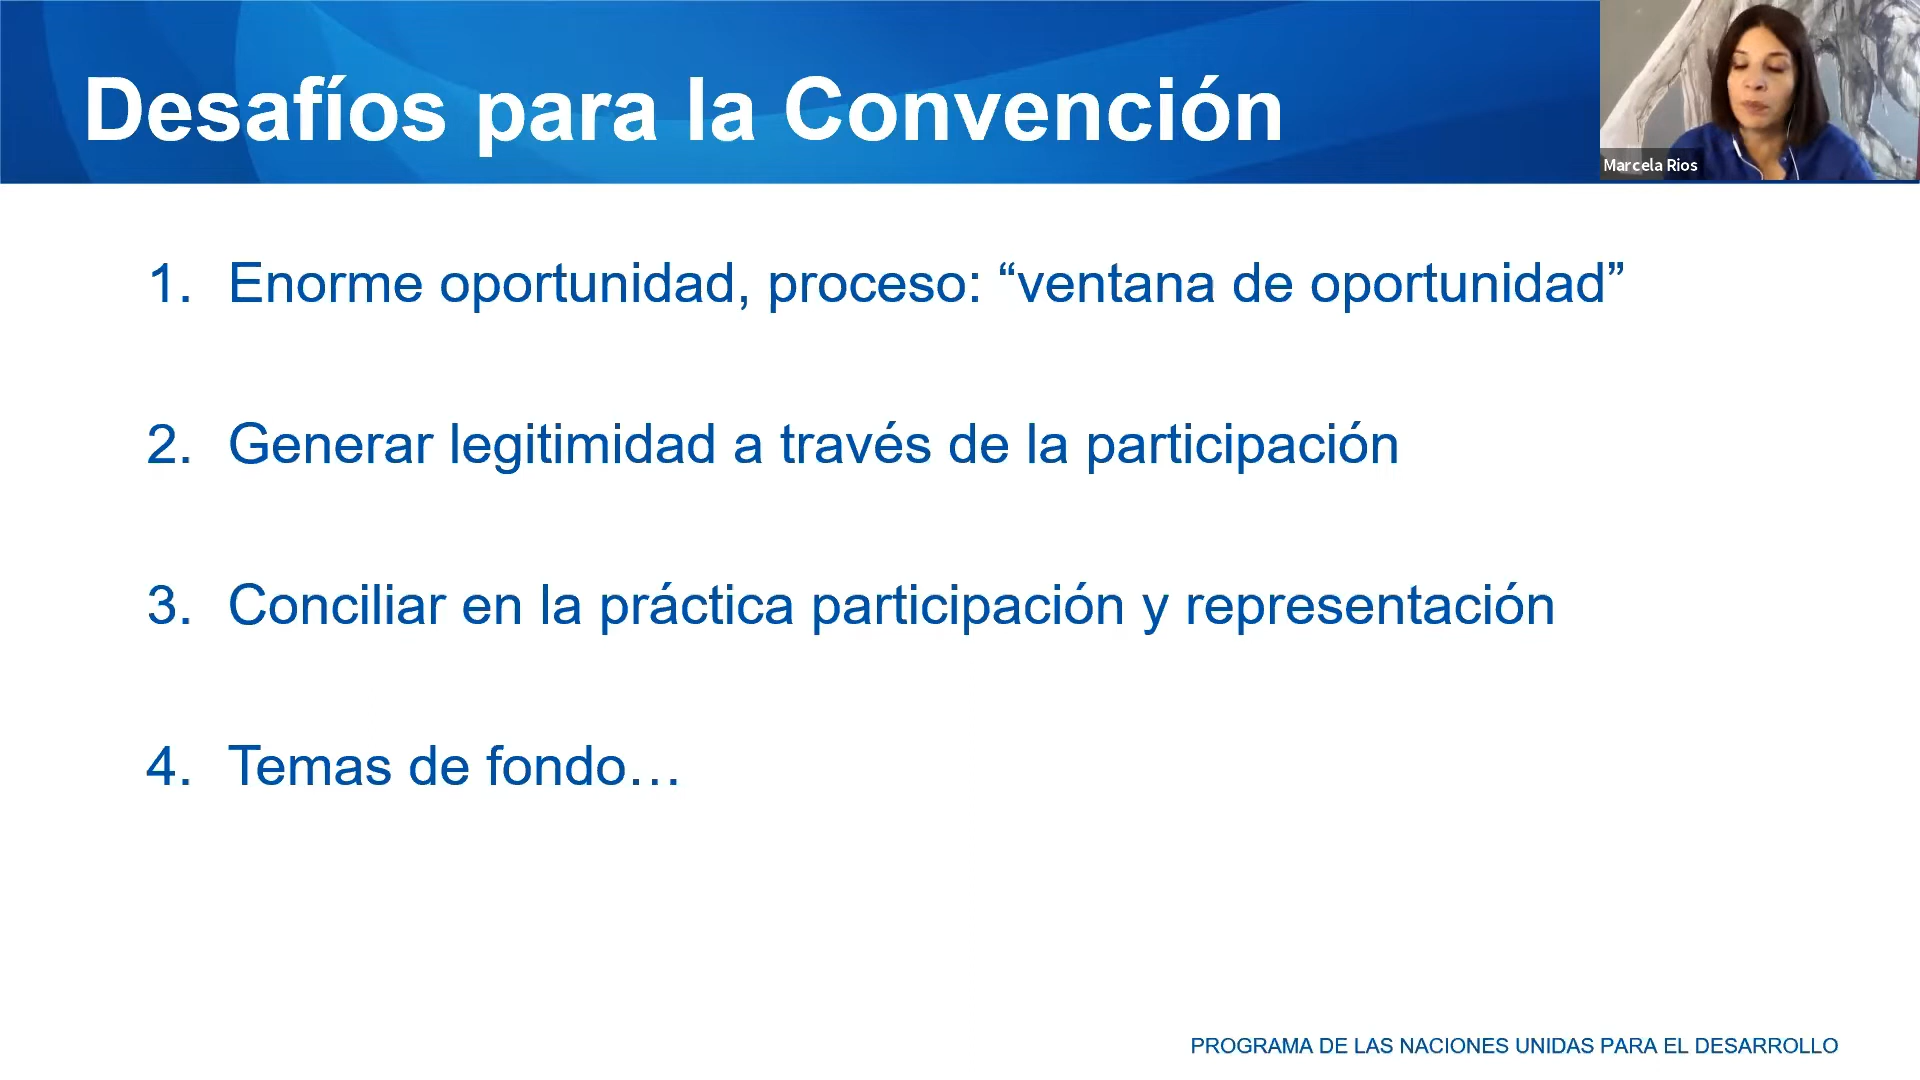 Desafíos para la Convención
Marcela Rios
1. Enorme oportunidad, proceso: “ventana de oportunidad”
2. Generar legitimidad a través de la participación
3. Conciliar en la práctica participación y representación
4. Temas de fondo…
PROGRAMA DE LAS NACIONES UNIDAS PARA EL DESARROLLO